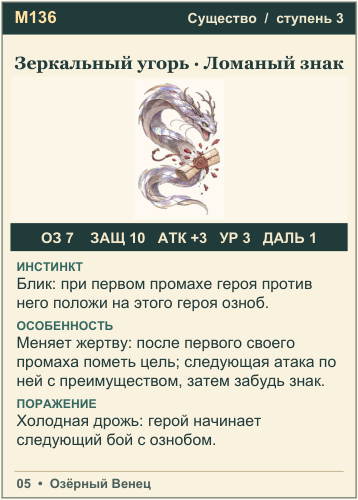 M136
Существо / ступень 3
Зеркальный угорь · Ломаный знак
ОЗ 7 ЗАЩ 10 АТК +3 УР 3 ДАЛЬ 1
ИНСТИНКТ
Блик: при первом промахе героя против
него положи на этого героя озноб.
ОСОБЕННОСТЬ
Меняет жертву: после первого своего
промаха пометь цель; следующая атака по
ней с преимуществом, затем забудь знак.
ПОРАЖЕНИЕ
Холодная дрожь: герой начинает
следующий бой с ознобом.
05 • Озёрный Венец